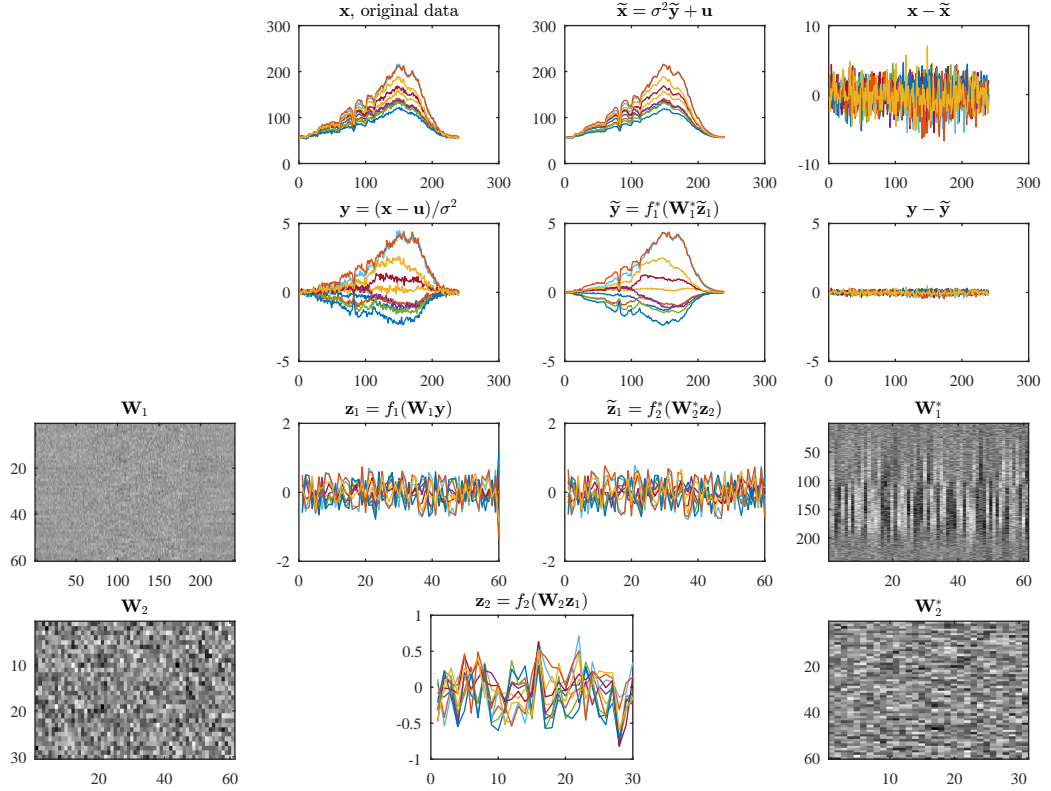 x, original data
x̃ = σ²ỹ + u
x − x̃
300
200
100
0
0 100 200 300
300
200
100
0
0 100 200 300
10
0
-10
0 100 200 300
y = (x − u)/σ²
ỹ = f₁*(W₁*z̃₁)
y − ỹ
5
0
-5
0 100 200 300
5
0
-5
0 100 200 300
5
0
-5
0 100 200 300
W₁
z₁ = f₁(W₁y)
z̃₁ = f₂*(W₂*z₂)
W₁*
20
40
60
50 100 150 200
2
0
-2
0 20 40 60
2
0
-2
0 20 40 60
50
100
150
200
20 40 60
W₂
z₂ = f₂(W₂z₁)
W₂*
10
20
30
20 40 60
1
0.5
0
-0.5
-1
0 10 20 30
20
40
60
10 20 30